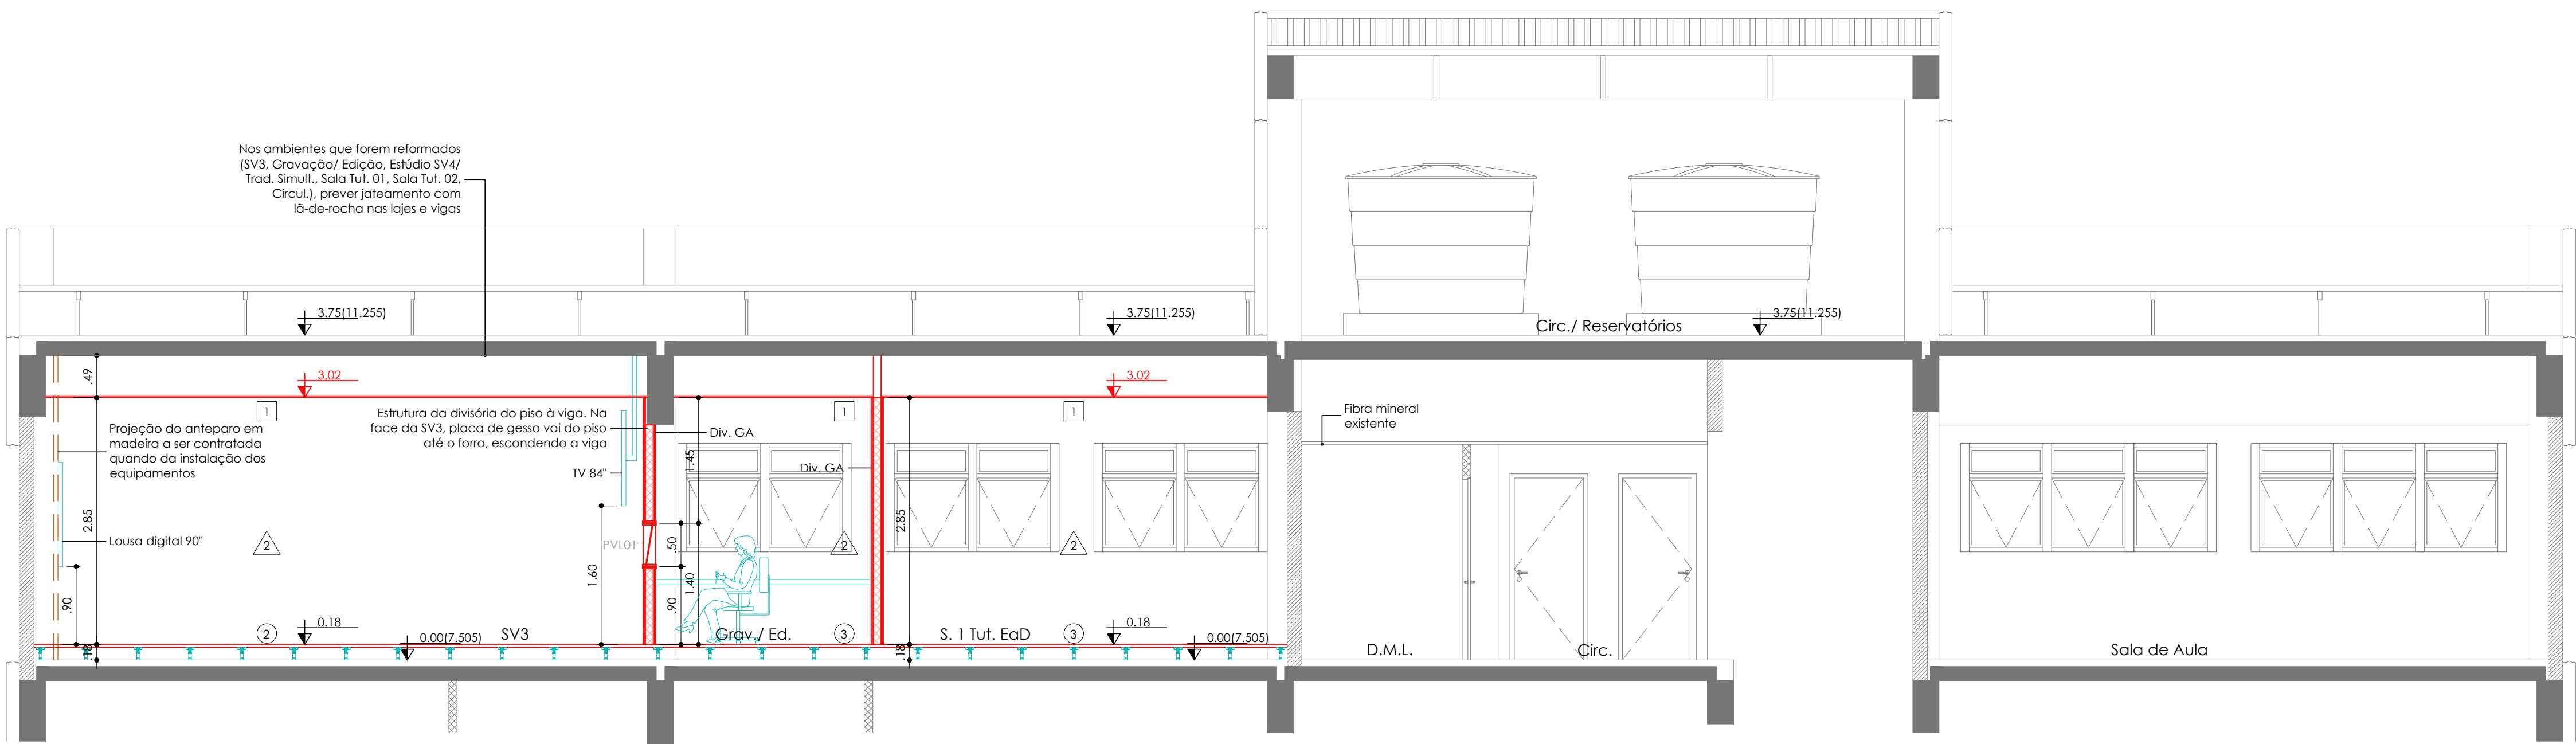 Nos ambientes que forem reformados
(SV3, Gravação/ Edição, Estúdio SV4/
Trad. Simult., Sala Tut. 01, Sala Tut. 02,
Circul.), prever jateamento com
lã-de-rocha nas lajes e vigas
3.75(11.255)
3.75(11.255)
3.75(11.255)
Circ./ Reservatórios
.49
3.02
3.02
1
1
1
Estrutura da divisória do piso à viga. Na
face da SV3, placa de gesso vai do piso
até o forro, escondendo a viga
Div. GA
Fibra mineral
existente
Projeção do anteparo em
madeira a ser contratada
quando da instalação dos
equipamentos
TV 84"
1.45
Div. GA
2.85
2.85
Lousa digital 90"
2
PVL01
.50
2
2
.90
1.60
.90
1.40
2
0.18
0.00(7.505)
SV3
Grav./ Ed.
3
S. 1 Tut. EaD
3
0.18
0.00(7.505)
.18
.18
D.M.L.
Circ.
Sala de Aula